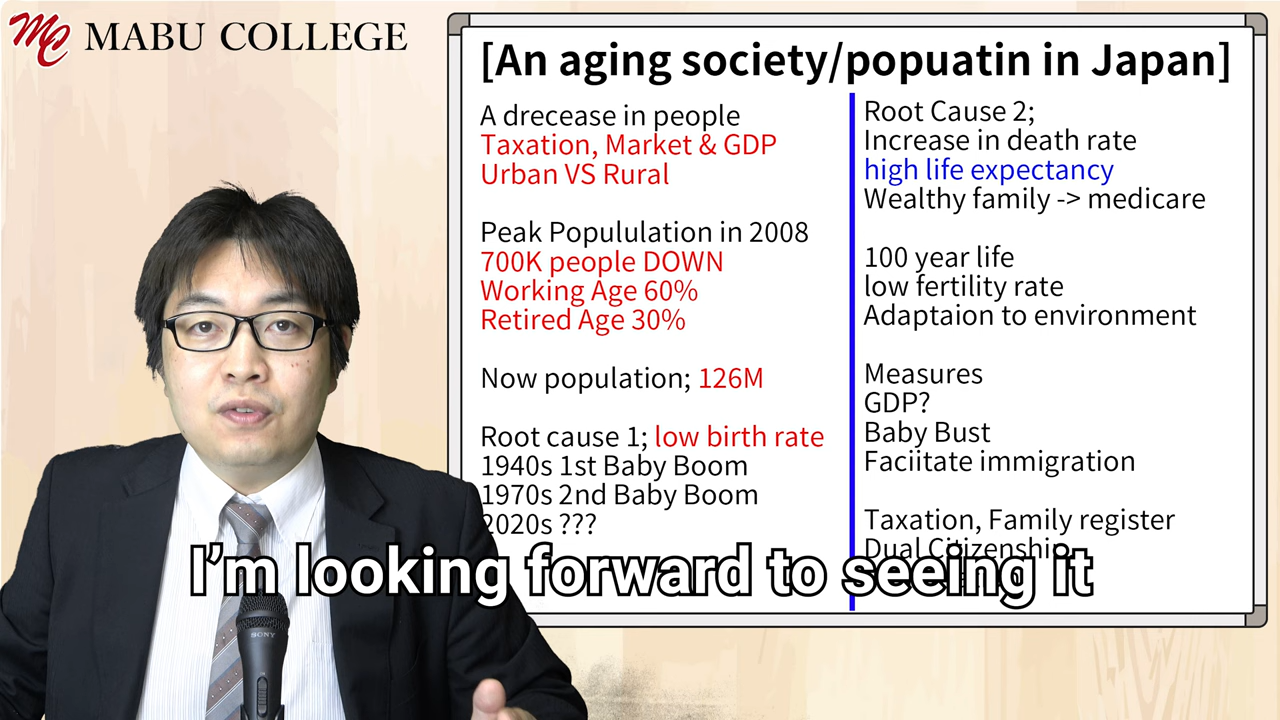 MC MABU COLLEGE
[An aging society/popuatin in Japan]
A drecease in people
Taxation, Market & GDP
Urban VS Rural
Peak Popululation in 2008
700K people DOWN
Working Age 60%
Retired Age 30%
Now population; 126M
Root cause 1; low birth rate
1940s 1st Baby Boom
1970s 2nd Baby Boom
2020s ???
Root Cause 2;
Increase in death rate
high life expectancy
Wealthy family -> medicare
100 year life
low fertility rate
Adaptaion to environment
Measures
GDP?
Baby Bust
Faciitate immigration
Taxation, Family register
Dual Citizenship
I'm looking forward to seeing it
SONY